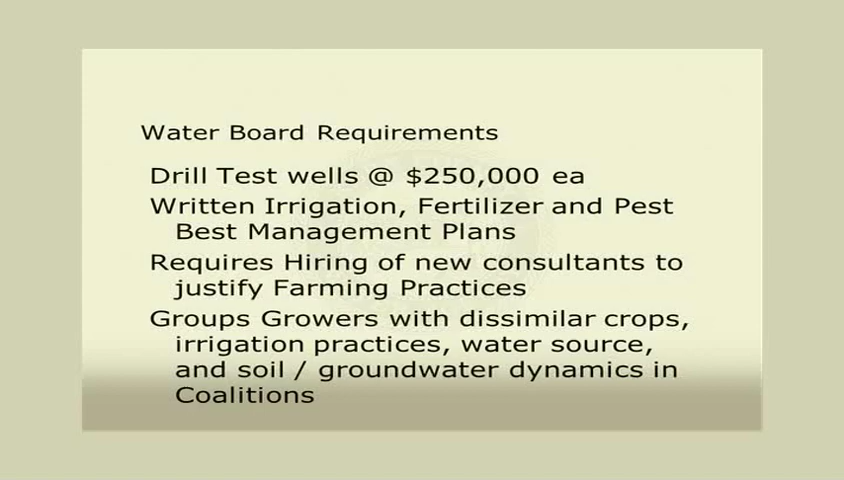 Water Board Requirements
Drill Test wells @ $250,000 ea
Written Irrigation, Fertilizer and Pest
Best Management Plans
Requires Hiring of new consultants to
justify Farming Practices
Groups Growers with dissimilar crops,
irrigation practices, water source,
and soil / groundwater dynamics in
Coalitions